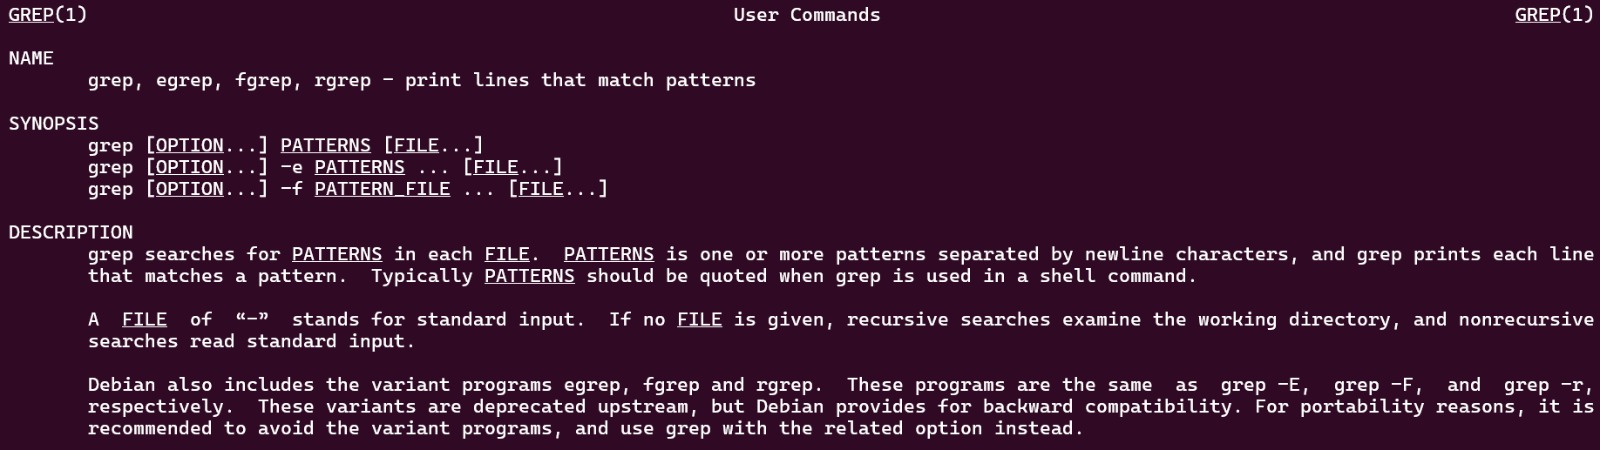 GREP(1)                                                          User Commands                                                         GREP(1)
NAME
grep, egrep, fgrep, rgrep - print lines that match patterns
SYNOPSIS
grep [OPTION...] PATTERNS [FILE...]
grep [OPTION...] -e PATTERNS ... [FILE...]
grep [OPTION...] -f PATTERN_FILE ... [FILE...]
DESCRIPTION
grep searches for PATTERNS in each FILE.  PATTERNS is one or more patterns separated by newline characters, and grep prints each line
that matches a pattern.  Typically PATTERNS should be quoted when grep is used in a shell command.
A  FILE  of  “-”  stands for standard input.  If no FILE is given, recursive searches examine the working directory, and nonrecursive
searches read standard input.
Debian also includes the variant programs egrep, fgrep and rgrep.  These programs are the same  as  grep -E,  grep -F,  and  grep -r,
respectively.  These variants are deprecated upstream, but Debian provides for backward compatibility. For portability reasons, it is
recommended to avoid the variant programs, and use grep with the related option instead.